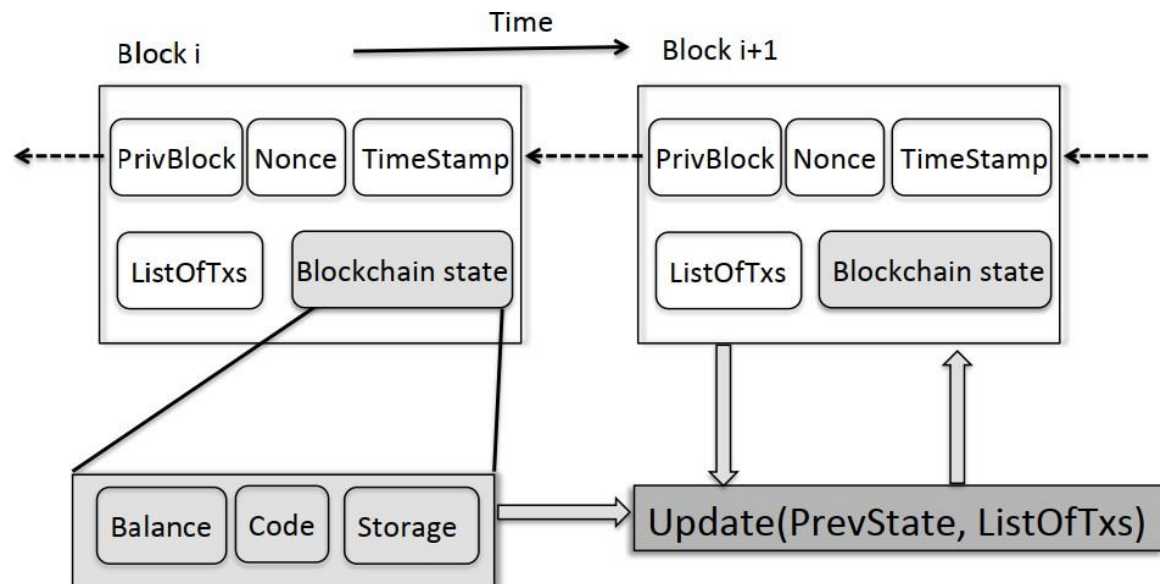 Time
Block i
Block i+1
PrivBlock Nonce TimeStamp
PrivBlock Nonce TimeStamp
ListOfTxs Blockchain state
ListOfTxs Blockchain state
Balance Code Storage
Update(PrevState, ListOfTxs)